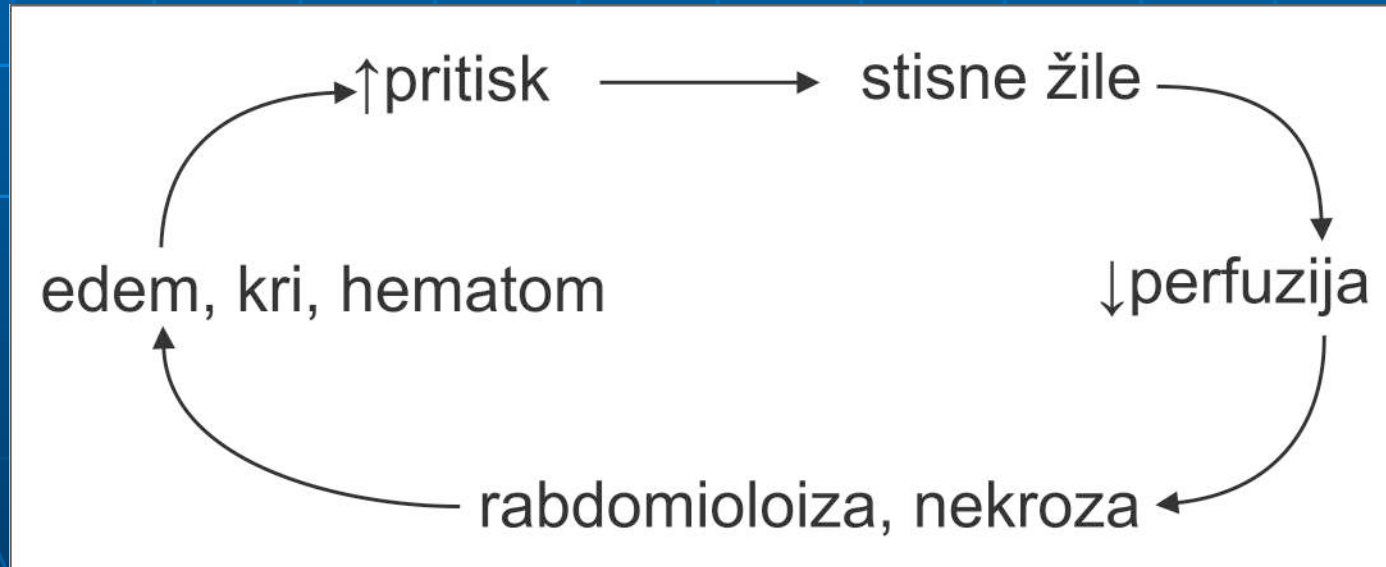 ↑pritisk
stisne žile
edem, kri, hematom
↓perfuzija
rabdomioloiza, nekroza